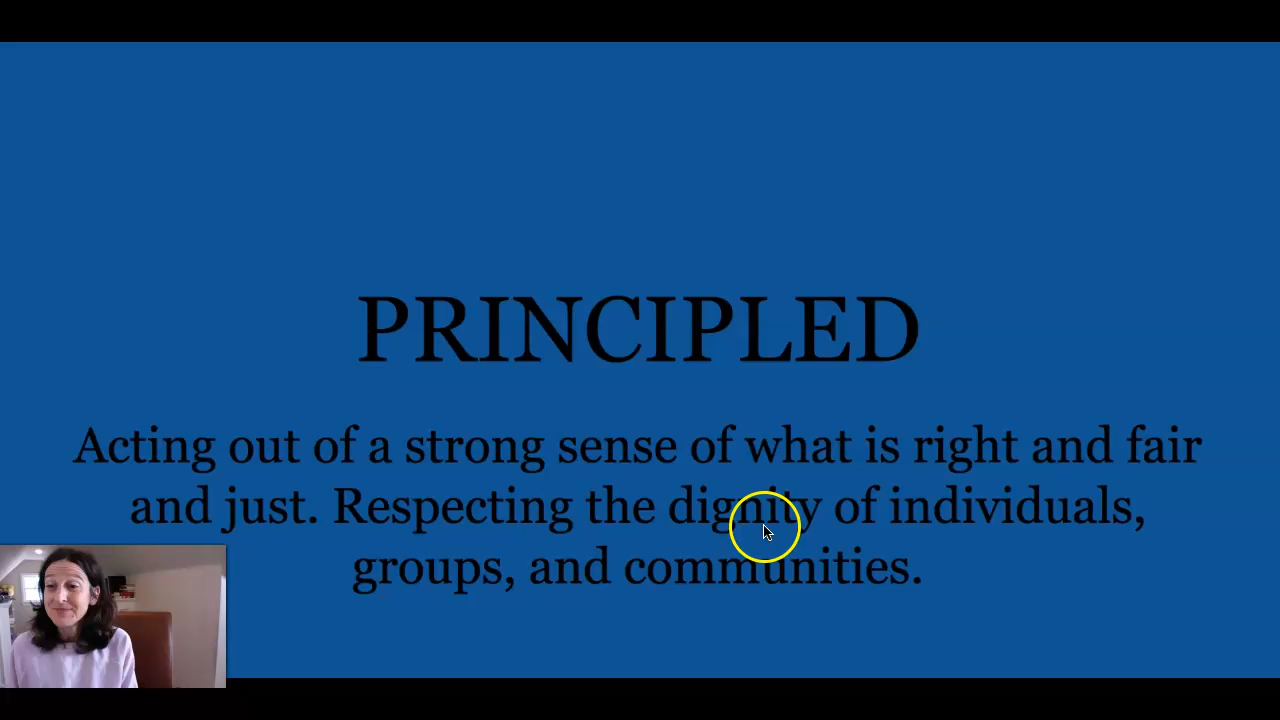 PRINCIPLED
Acting out of a strong sense of what is right and fair
and just. Respecting the dignity of individuals,
groups, and communities.